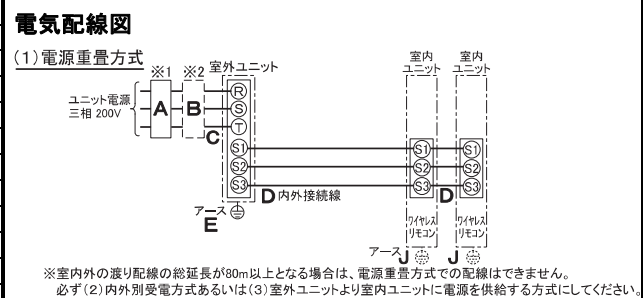 電気配線図
(1)電源重畳方式
※1 ※2 室外ユニット
室内
ユニット
室内
ユニット
ユニット電源
三相 200V
A B C
R
S
T
S1
S2
S3
S1
S2
S3
S1
S2
S3
D 内外接続線
D
アース
E
ワイヤレス
リモコン
ワイヤレス
リモコン
アース J
J
※室内外の渡り配線の総延長が80m以上となる場合は、電源重畳方式での配線はできません。
必ず(2)内外別受電方式あるいは(3)室外ユニットより室内ユニットに電源を供給する方式にしてください。